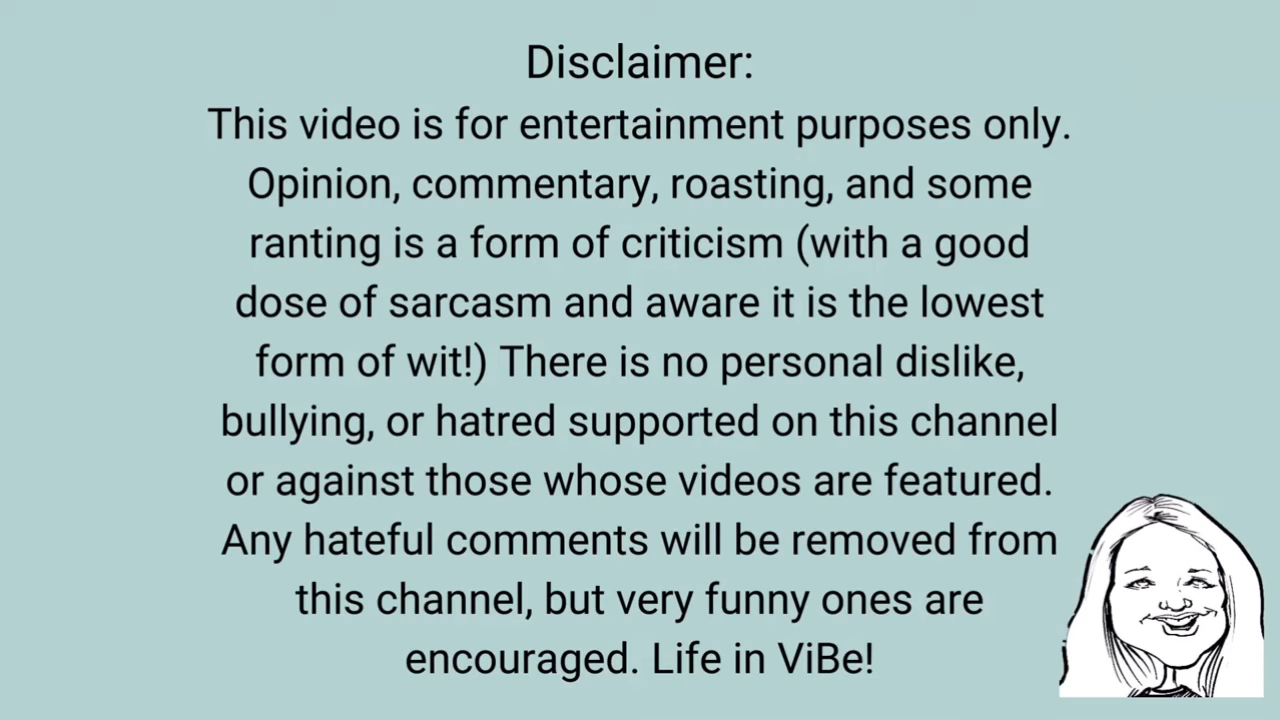 Disclaimer:
This video is for entertainment purposes only.
Opinion, commentary, roasting, and some
ranting is a form of criticism (with a good
dose of sarcasm and aware it is the lowest
form of wit!) There is no personal dislike,
bullying, or hatred supported on this channel
or against those whose videos are featured.
Any hateful comments will be removed from
this channel, but very funny ones are
encouraged. Life in ViBe!